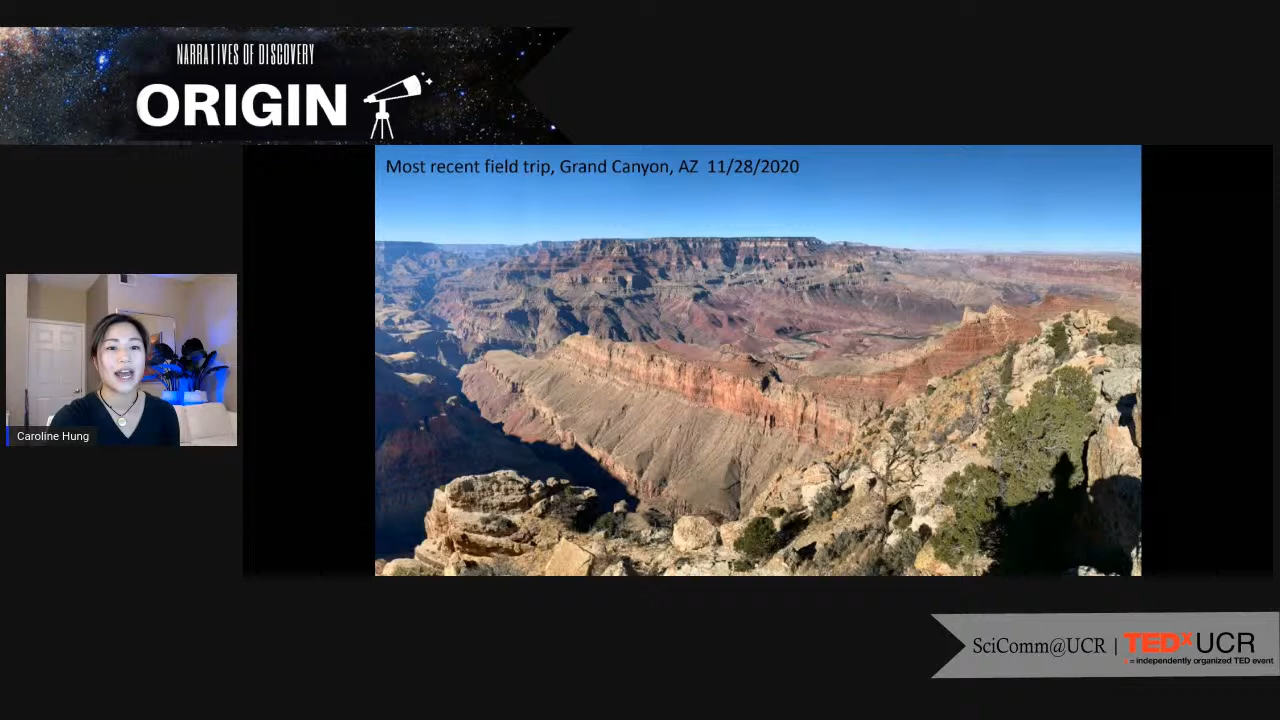 NARRATIVES OF DISCOVERY
ORIGIN
Most recent field trip, Grand Canyon, AZ 11/28/2020
Caroline Hung
SciComm@UCR | TEDxUCR
x = independently organized TED event